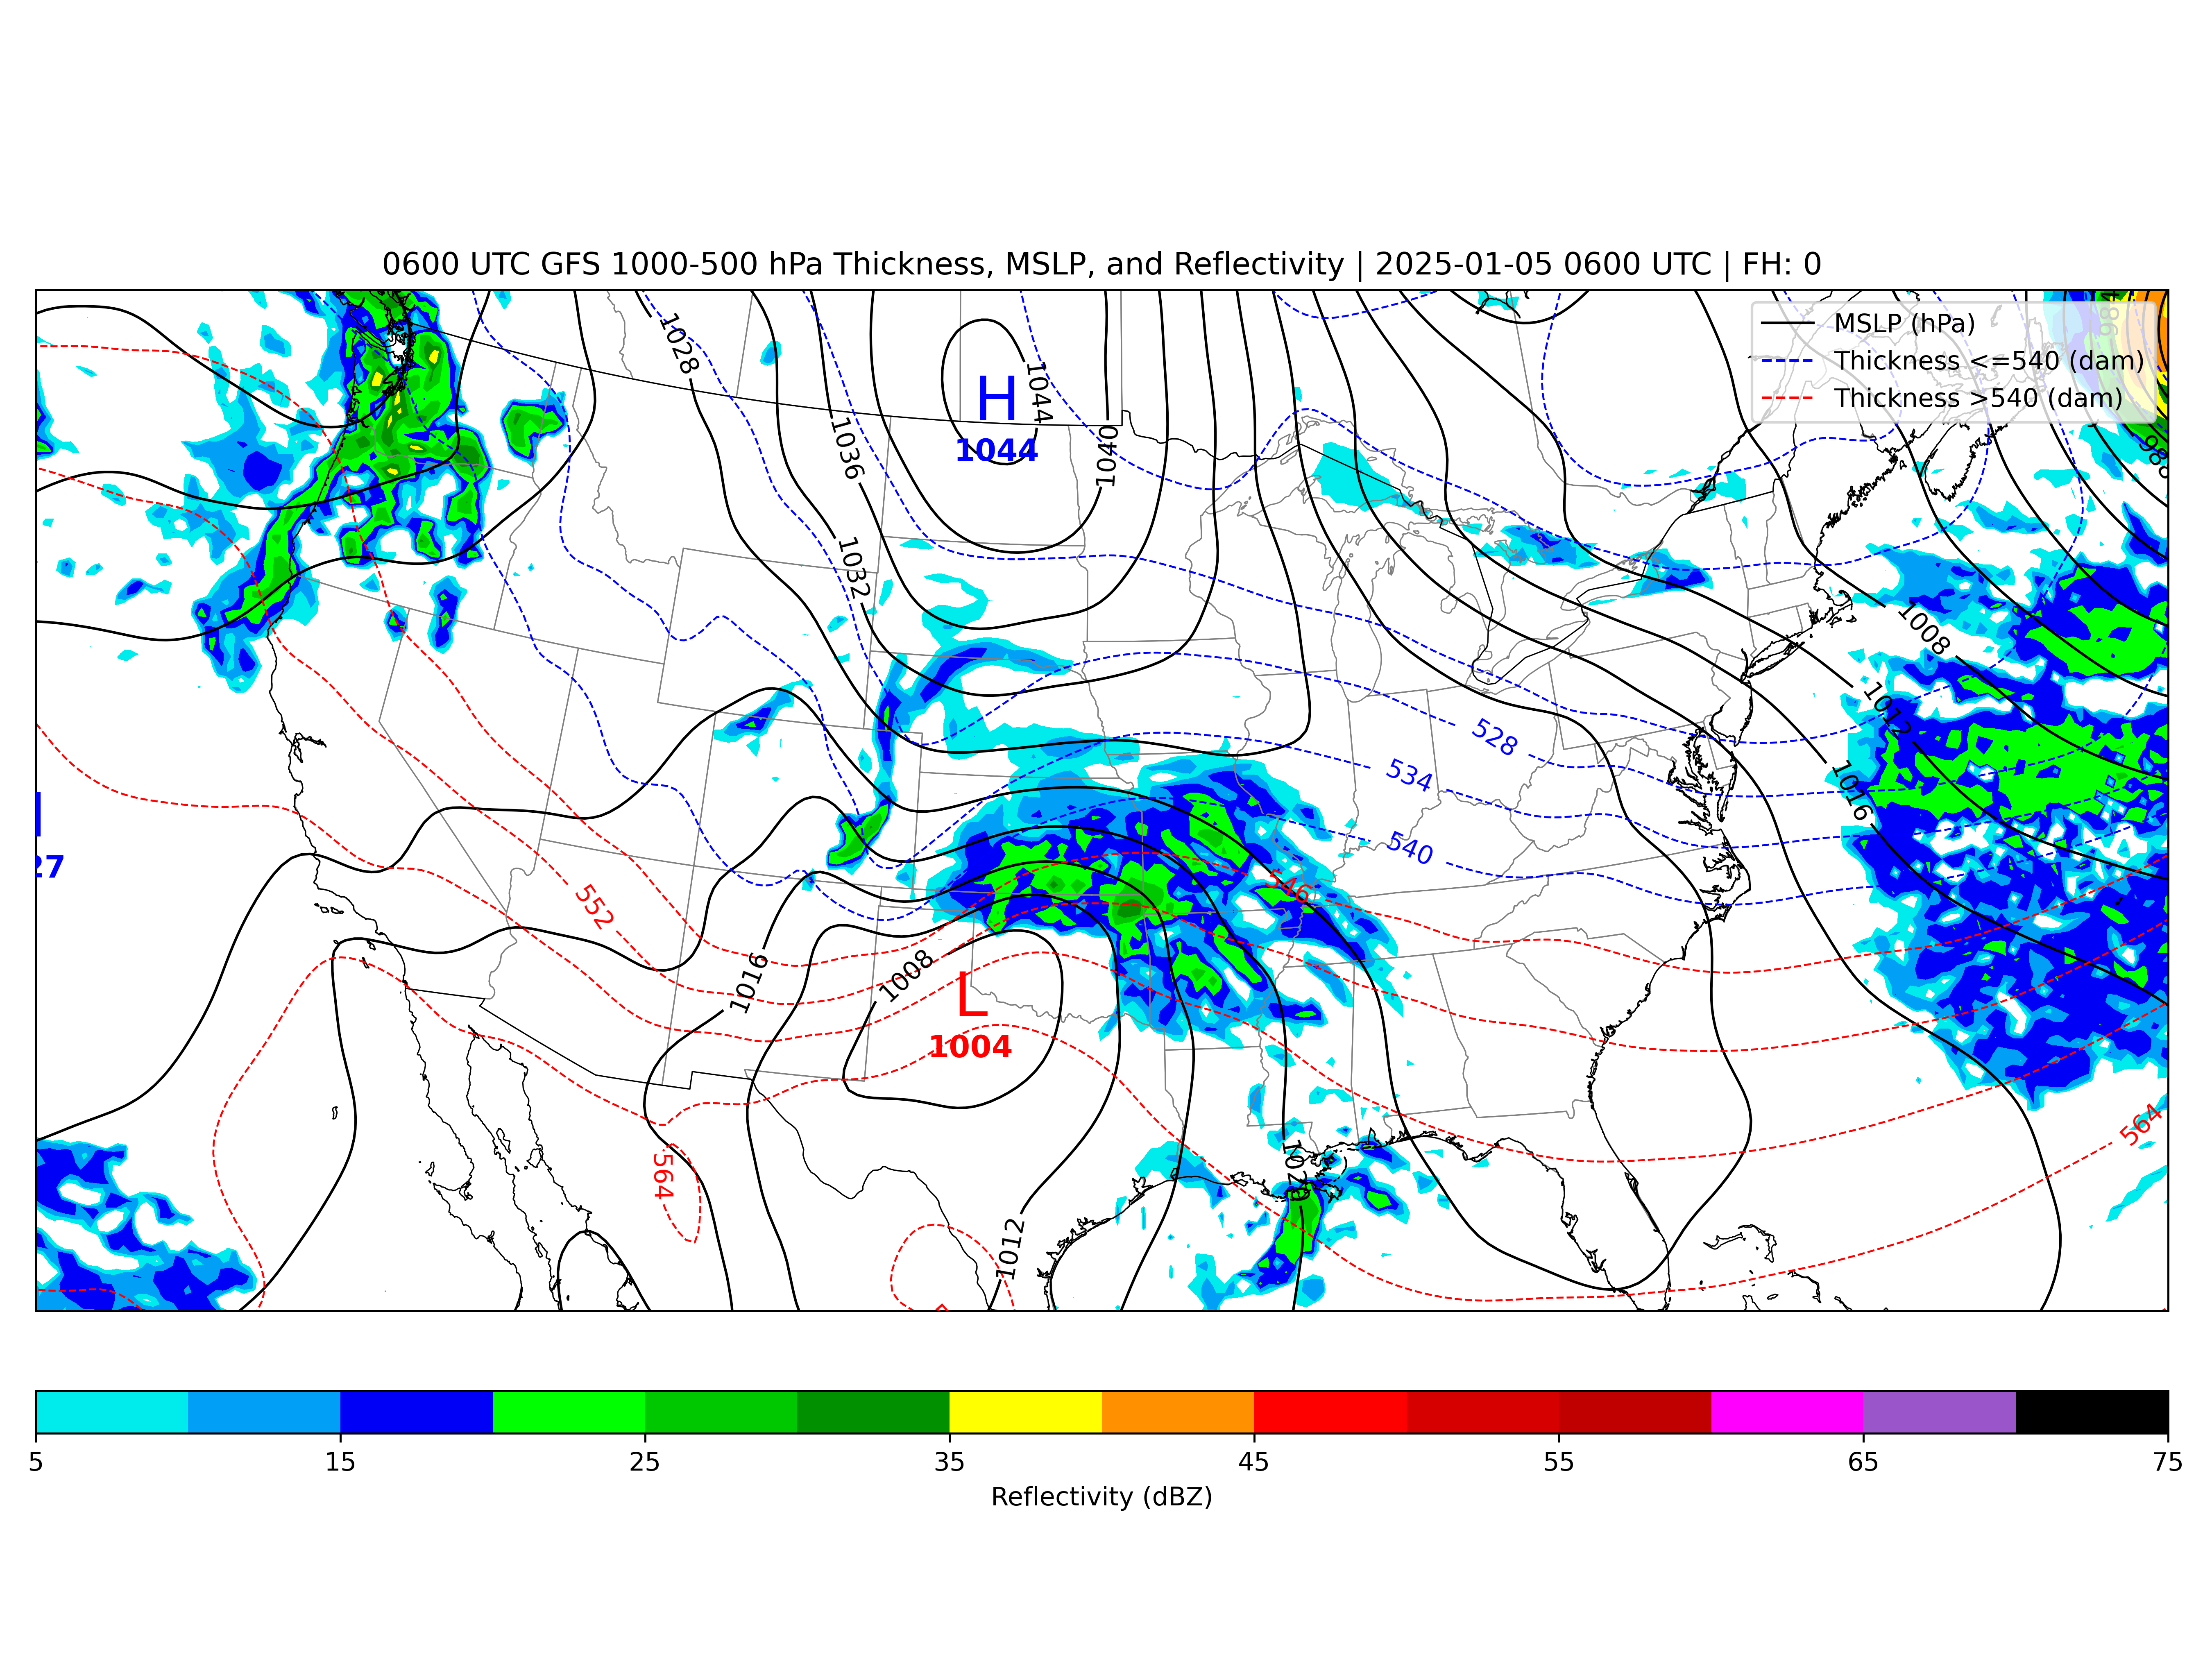 0600 UTC GFS 1000-500 hPa Thickness, MSLP, and Reflectivity | 2025-01-05 0600 UTC | FH: 0
MSLP (hPa)
Thickness <=540 (dam)
Thickness >540 (dam)
984
1028
1044
H
1044
1036
1040
1032
1008
1012
1016
528
534
540
546
27
552
1016
1008
L
1004
564
564
1020
1012
5 15 25 35 45 55 65 75
Reflectivity (dBZ)